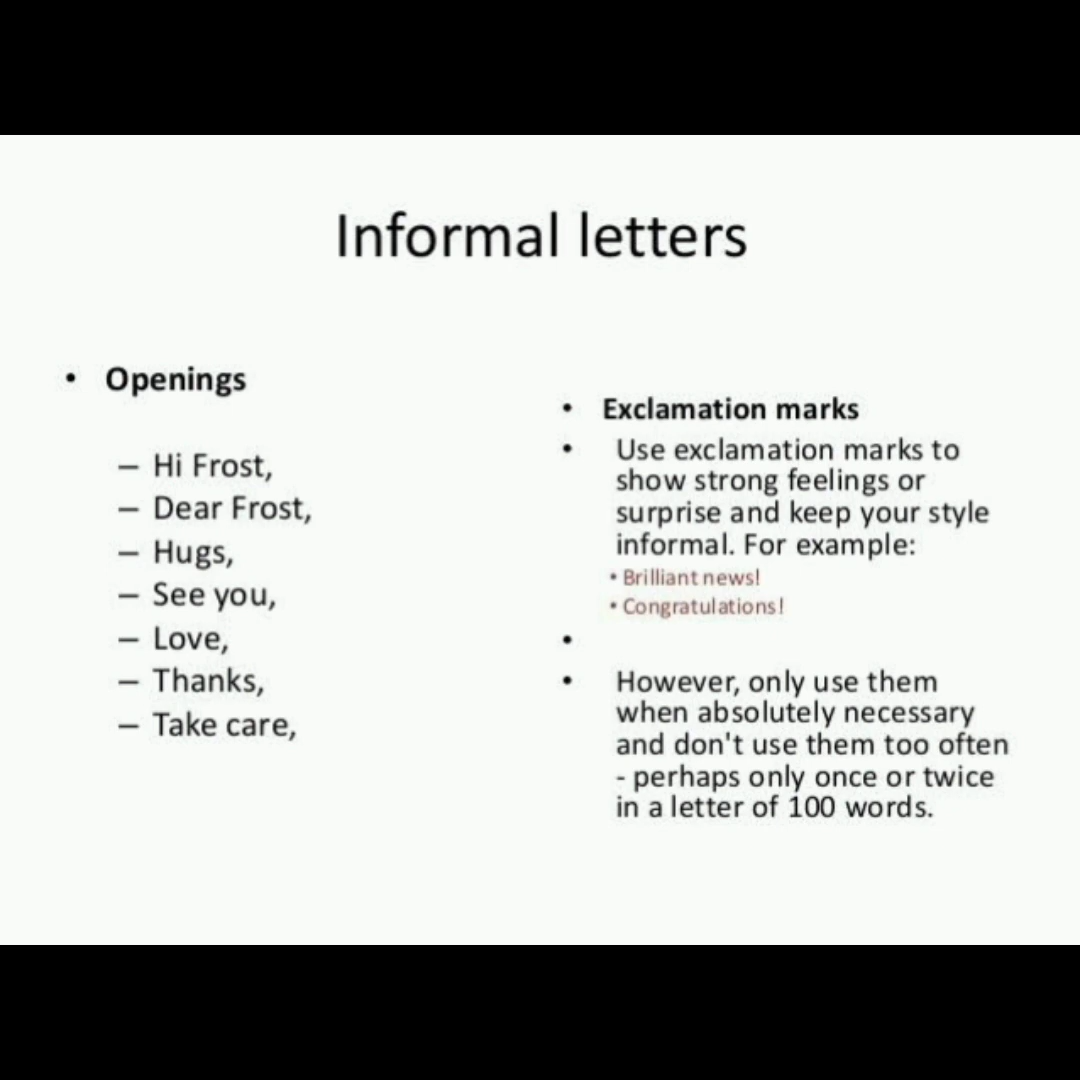 Informal letters
• Openings
– Hi Frost,
– Dear Frost,
– Hugs,
– See you,
– Love,
– Thanks,
– Take care,
• Exclamation marks
• Use exclamation marks to
show strong feelings or
surprise and keep your style
informal. For example:
• Brilliant news!
• Congratulations!
•
• However, only use them
when absolutely necessary
and don't use them too often
- perhaps only once or twice
in a letter of 100 words.